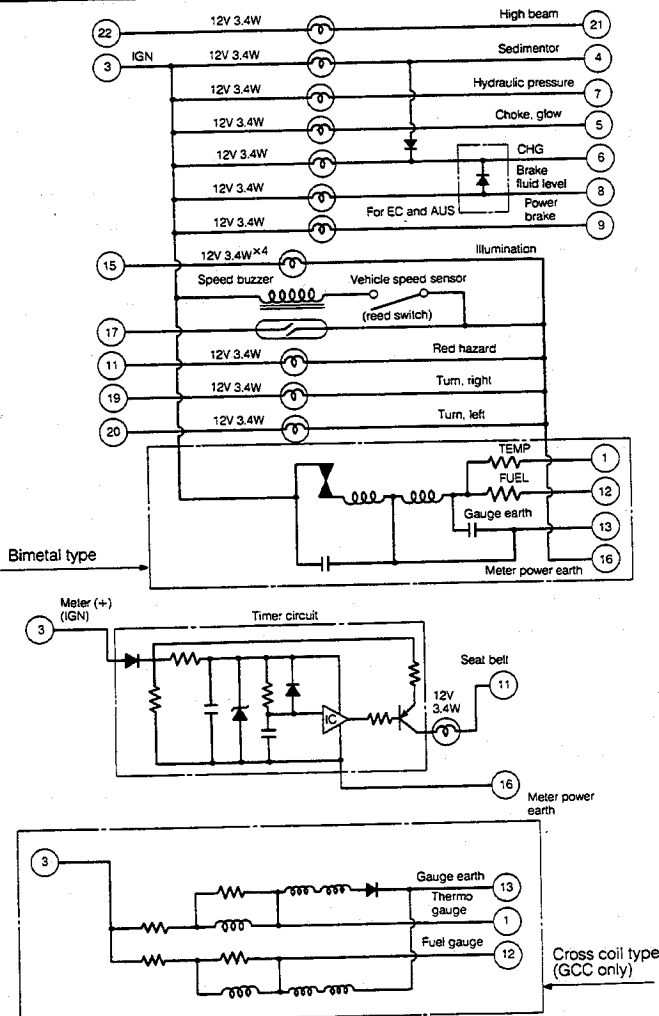 High beam
22
12V 3.4W
21
IGN
Sedimentor
3
12V 3.4W
4
Hydraulic pressure
12V 3.4W
7
Choke, glow
12V 3.4W
5
12V 3.4W
CHG
6
Brake
fluid level
12V 3.4W
8
For EC and AUS
Power
brake
12V 3.4W
9
Illumination
15
12V 3.4W×4
Speed buzzer
Vehicle speed sensor
(reed switch)
17
Red hazard
11
12V 3.4W
Turn, right
19
12V 3.4W
Turn, left
20
12V 3.4W
TEMP
1
FUEL
12
Gauge earth
13
Bimetal type
Meter power earth
16
Meter (+)
(IGN)
3
Timer circuit
Seat belt
11
12V
3.4W
IC
16
Meter power
earth
3
Gauge earth
13
Thermo
gauge
1
Fuel gauge
12
Cross coil type
(GCC only)